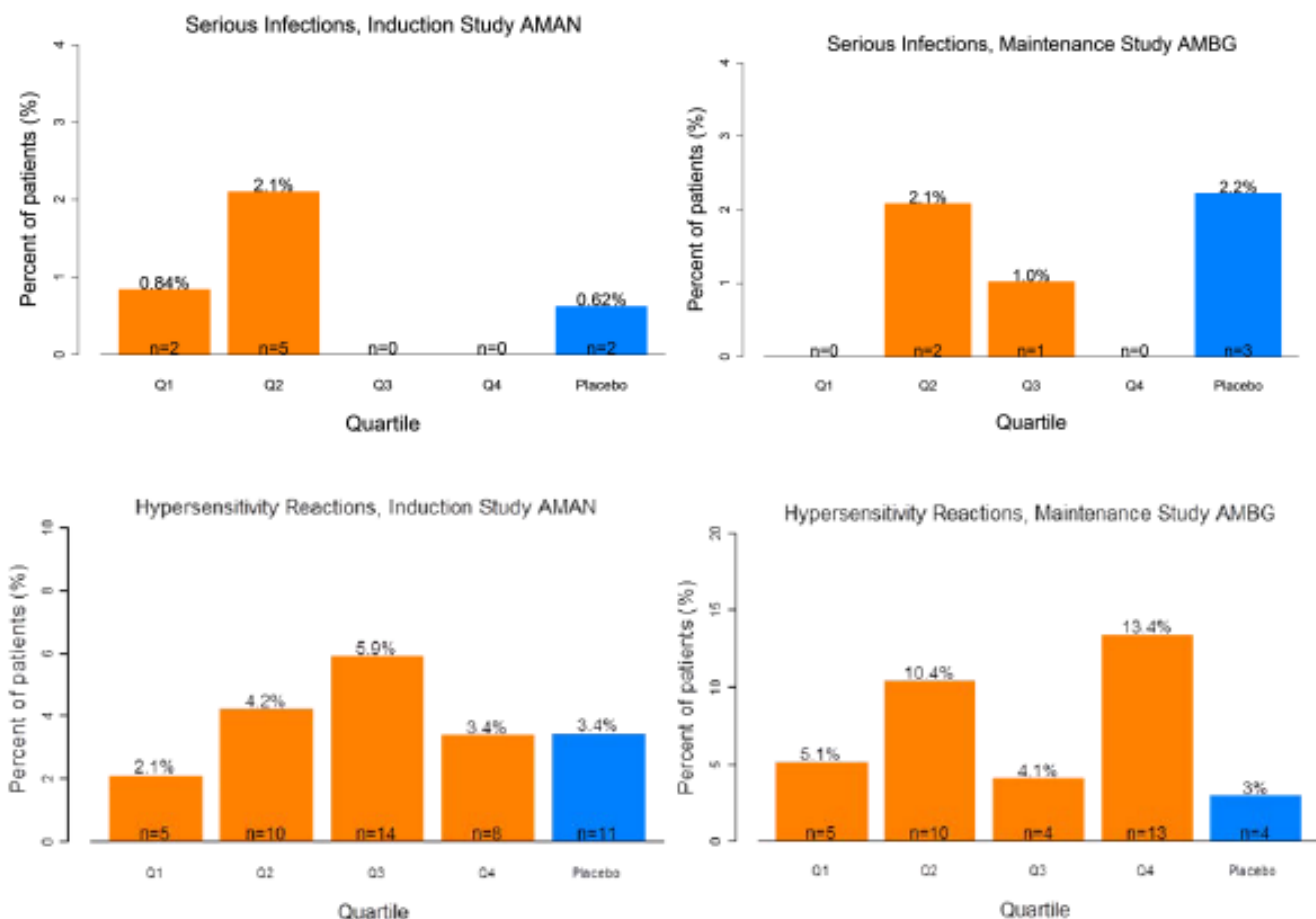 Serious Infections, Induction Study AMAN
Percent of patients (%)
4
3
2
1
0
0.84%
2.1%
0.62%
n=2
n=5
n=0
n=0
n=2
Q1
Q2
Q3
Q4
Placebo
Quartile
Serious Infections, Maintenance Study AMBG
Percent of patients (%)
4
3
2
1
0
2.1%
1.0%
2.2%
n=0
n=2
n=1
n=0
n=3
Q1
Q2
Q3
Q4
Placebo
Quartile
Hypersensitivity Reactions, Induction Study AMAN
Percent of patients (%)
10
8
6
4
2
0
2.1%
4.2%
5.9%
3.4%
3.4%
n=5
n=10
n=14
n=8
n=11
Q1
Q2
Q3
Q4
Placebo
Quartile
Hypersensitivity Reactions, Maintenance Study AMBG
Percent of patients (%)
20
15
10
5
0
5.1%
10.4%
4.1%
13.4%
3%
n=5
n=10
n=4
n=13
n=4
Q1
Q2
Q3
Q4
Placebo
Quartile